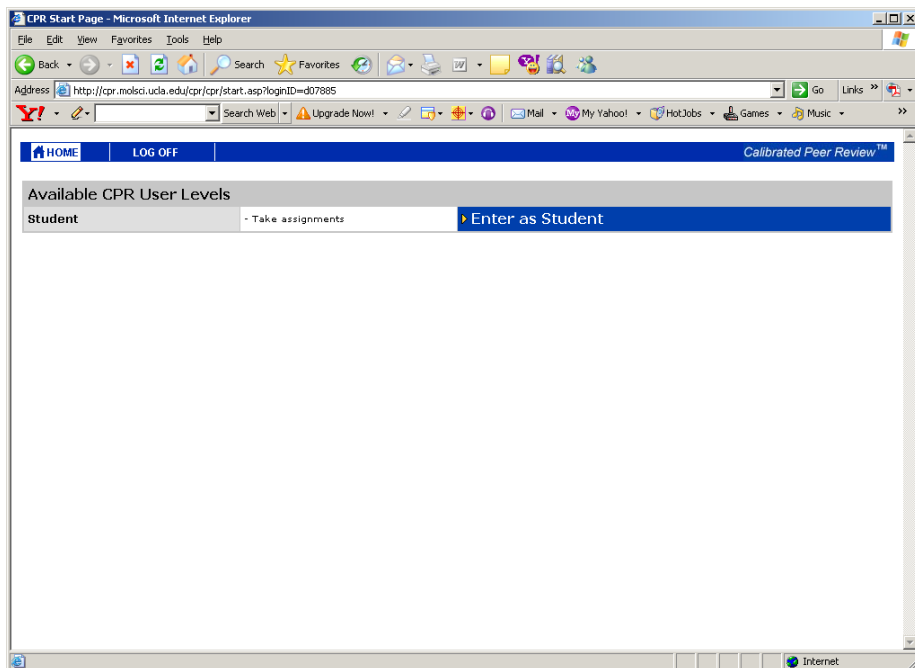 CPR Start Page - Microsoft Internet Explorer
File Edit View Favorites Tools Help
Back Search Favorites
Address http://cpr.molsci.ucla.edu/cpr/cpr/start.asp?loginID=d07885 Go Links »
Y! Search Web Upgrade Now! Mail My Yahoo! HotJobs Games Music »
HOME LOG OFF Calibrated Peer Review™
Available CPR User Levels
Student - Take assignments Enter as Student
Internet